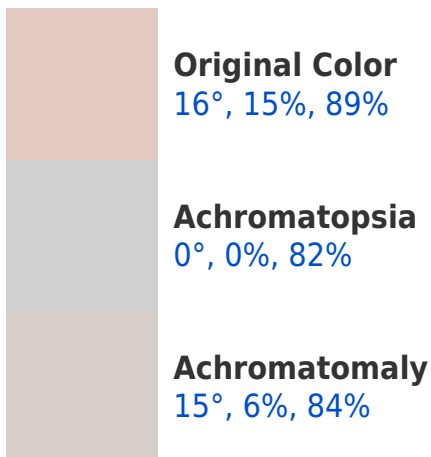 Original Color
16°, 15%, 89%
Achromatopsia
0°, 0%, 82%
Achromatomaly
15°, 6%, 84%